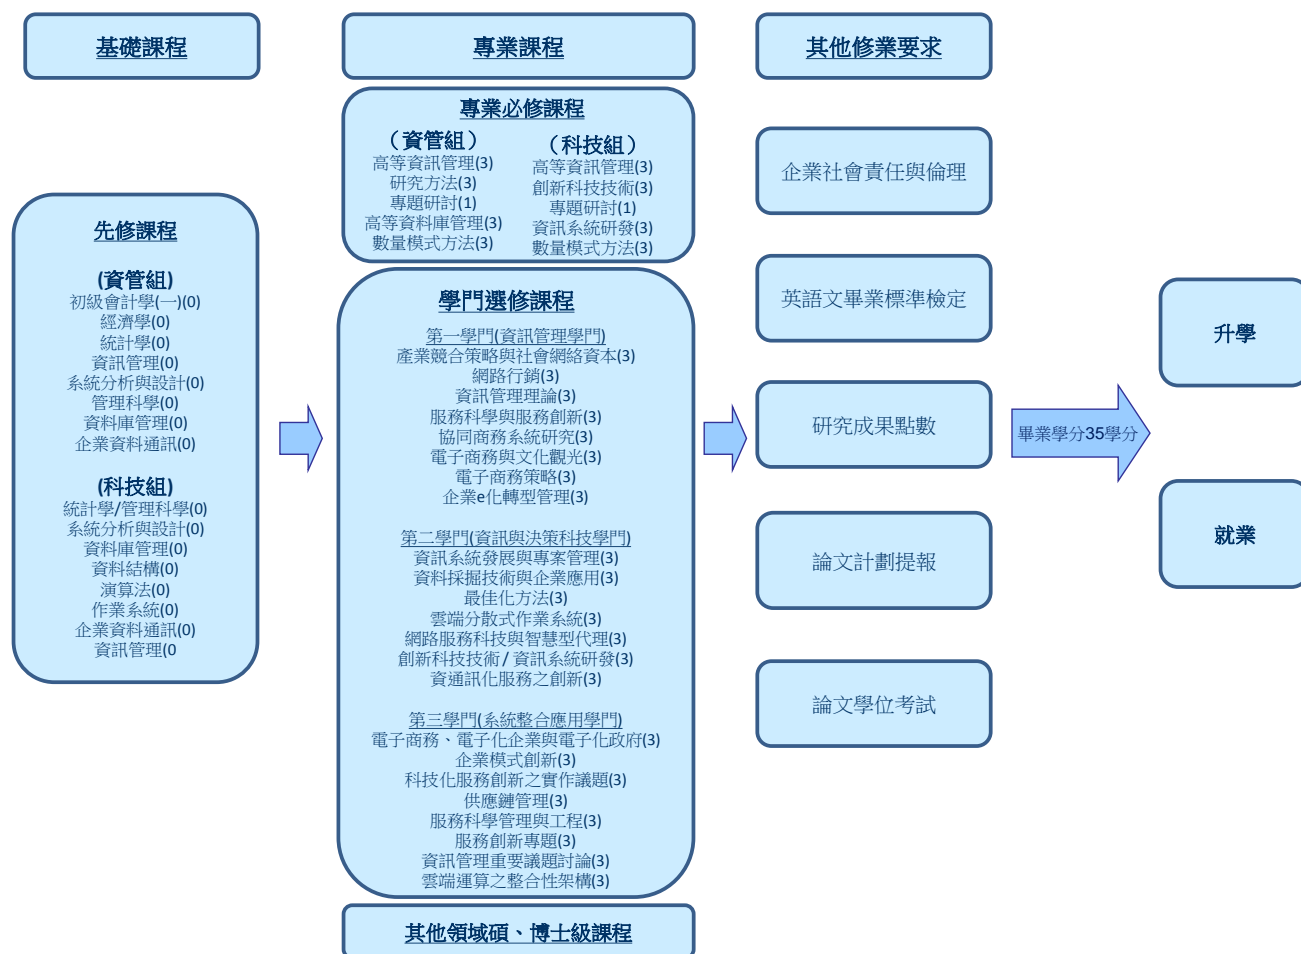 基礎課程
先修課程
(資管組)
初級會計學(一)(0)
經濟學(0)
統計學(0)
資訊管理(0)
系統分析與設計(0)
管理科學(0)
資料庫管理(0)
企業資料通訊(0)
(科技組)
統計學/管理科學(0)
系統分析與設計(0)
資料庫管理(0)
資料結構(0)
演算法(0)
作業系統(0)
企業資料通訊(0)
資訊管理(0
專業課程
專業必修課程
（資管組）
高等資訊管理(3)
研究方法(3)
專題研討(1)
高等資料庫管理(3)
數量模式方法(3)
（科技組）
高等資訊管理(3)
創新科技技術(3)
專題研討(1)
資訊系統研發(3)
數量模式方法(3)
學門選修課程
第一學門(資訊管理學門)
產業競合策略與社會網絡資本(3)
網路行銷(3)
資訊管理理論(3)
服務科學與服務創新(3)
協同商務系統研究(3)
電子商務與文化觀光(3)
電子商務策略(3)
企業e化轉型管理(3)
第二學門(資訊與決策科技學門)
資訊系統發展與專案管理(3)
資料採掘技術與企業應用(3)
最佳化方法(3)
雲端分散式作業系統(3)
網路服務科技與智慧型代理(3)
創新科技技術 / 資訊系統研發(3)
資通訊化服務之創新(3)
第三學門(系統整合應用學門)
電子商務、電子化企業與電子化政府(3)
企業模式創新(3)
科技化服務創新之實作議題(3)
供應鏈管理(3)
服務科學管理與工程(3)
服務創新專題(3)
資訊管理重要議題討論(3)
雲端運算之整合性架構(3)
其他領域碩、博士級課程
其他修業要求
企業社會責任與倫理
英語文畢業標準檢定
研究成果點數
論文計劃提報
論文學位考試
畢業學分35學分
升學
就業